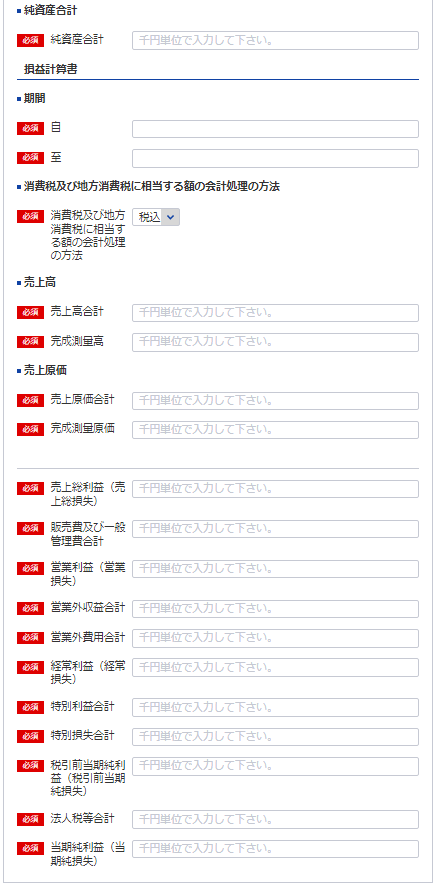 純資産合計
必須 純資産合計 千円単位で入力して下さい。
損益計算書
期間
必須 自
必須 至
消費税及び地方消費税に相当する額の会計処理の方法
必須 消費税及び地方 税込
消費税に相当す
る額の会計処理
の方法
売上高
必須 売上高合計 千円単位で入力して下さい。
必須 完成測量高 千円単位で入力して下さい。
売上原価
必須 売上原価合計 千円単位で入力して下さい。
必須 完成測量原価 千円単位で入力して下さい。
必須 売上総利益（売 千円単位で入力して下さい。
上総損失）
必須 販売費及び一般 千円単位で入力して下さい。
管理費合計
必須 営業利益（営業 千円単位で入力して下さい。
損失）
必須 営業外収益合計 千円単位で入力して下さい。
必須 営業外費用合計 千円単位で入力して下さい。
必須 経常利益（経常 千円単位で入力して下さい。
損失）
必須 特別利益合計 千円単位で入力して下さい。
必須 特別損失合計 千円単位で入力して下さい。
必須 税引前当期純利 千円単位で入力して下さい。
益（税引前当期
純損失）
必須 法人税等合計 千円単位で入力して下さい。
必須 当期純利益（当 千円単位で入力して下さい。
期純損失）